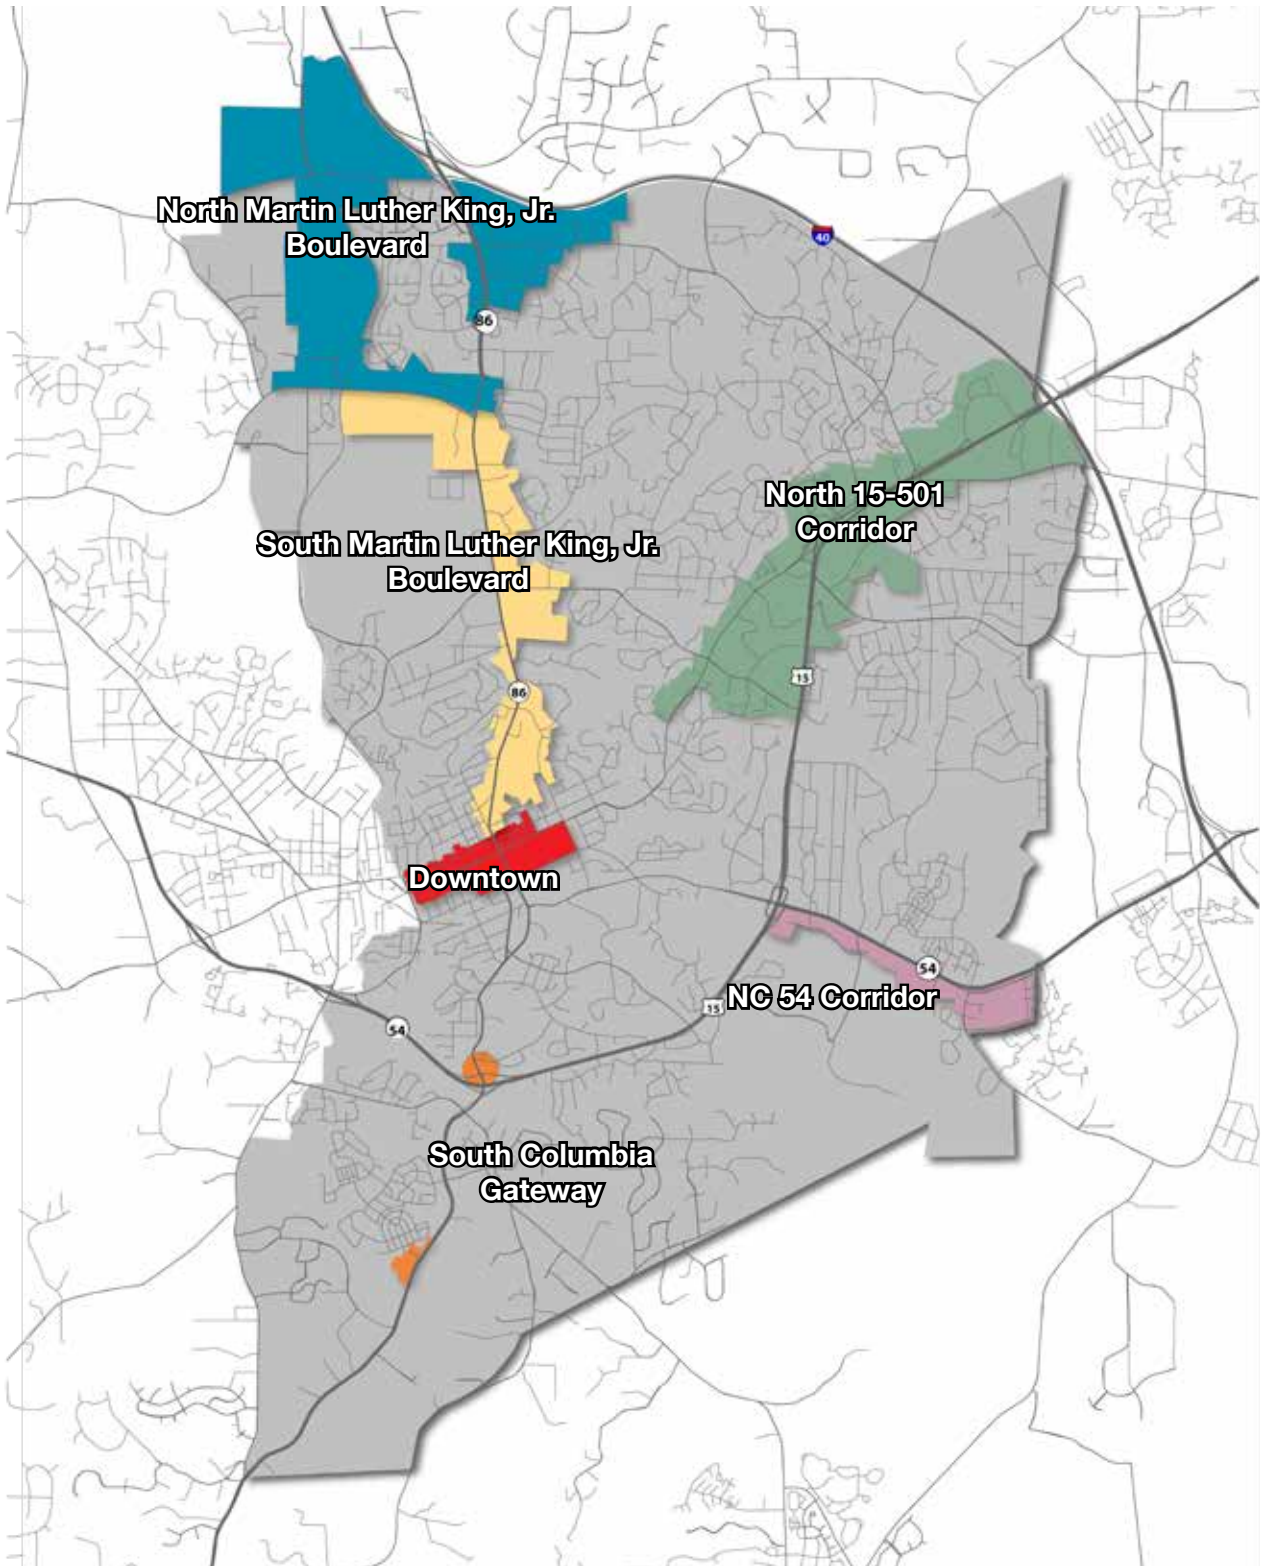 North Martin Luther King, Jr.
Boulevard
40
86
North 15-501
Corridor
South Martin Luther King, Jr.
Boulevard
15
86
Downtown
54
NC 54 Corridor
15
54
South Columbia
Gateway